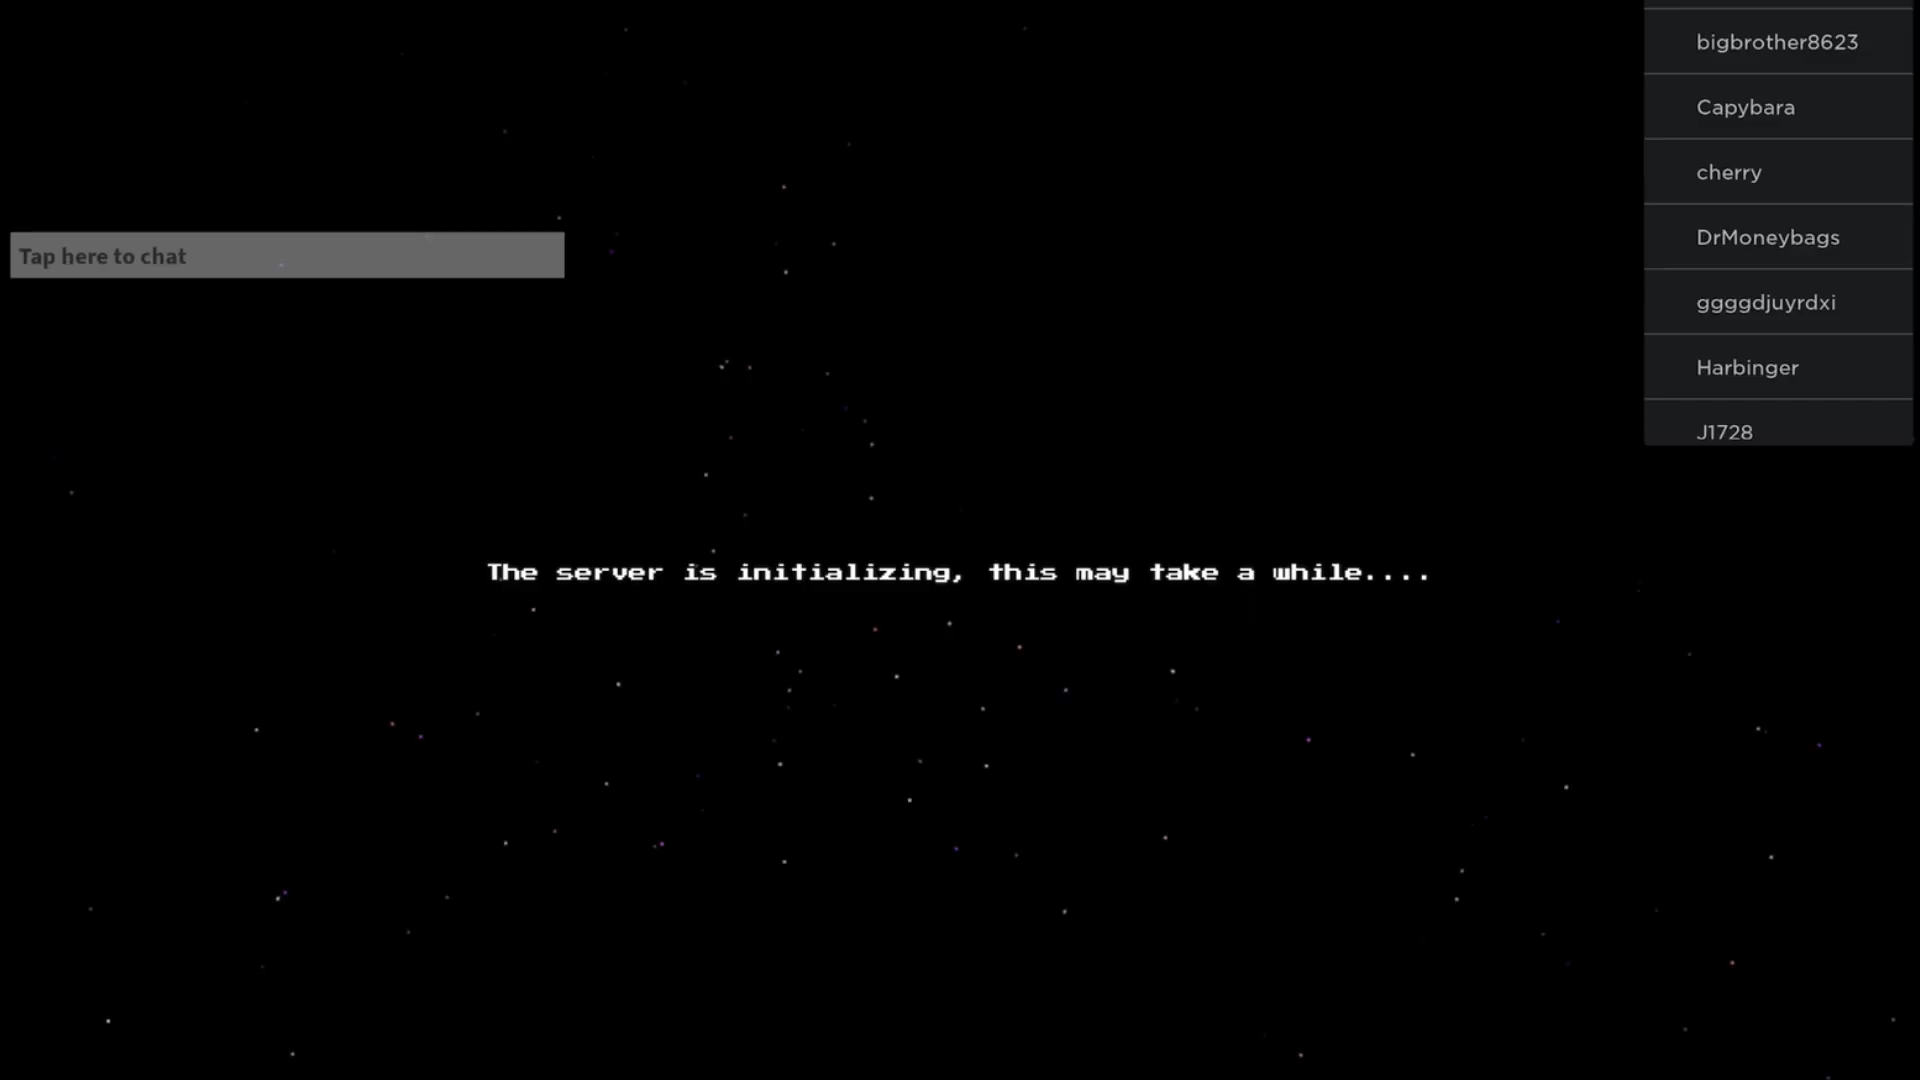 bigbrother8623
Capybara
cherry
DrMoneybags
Tap here to chat
ggggdjuyrdxi
Harbinger
J1728
The server is initializing, this may take a while....